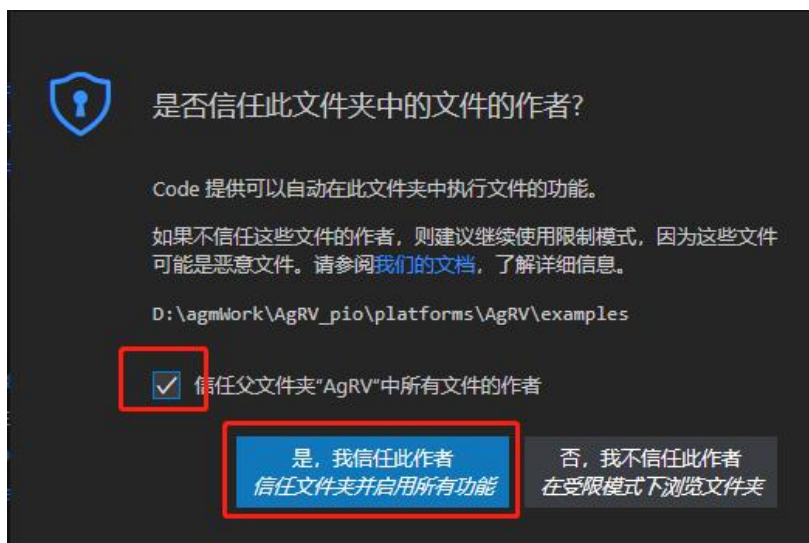 是否信任此文件夹中的文件的作者?
Code 提供可以自动在此文件夹中执行文件的功能。
如果不信任这些文件的作者，则建议继续使用限制模式，因为这些文件
可能是恶意文件。请参阅我们的文档，了解详细信息。
D:\agmWork\AgRV_pio\platforms\AgRV\examples
信任父文件夹"AgRV"中所有文件的作者
是，我信任此作者
信任文件夹并启用所有功能
否，我不信任此作者
在受限模式下浏览文件夹